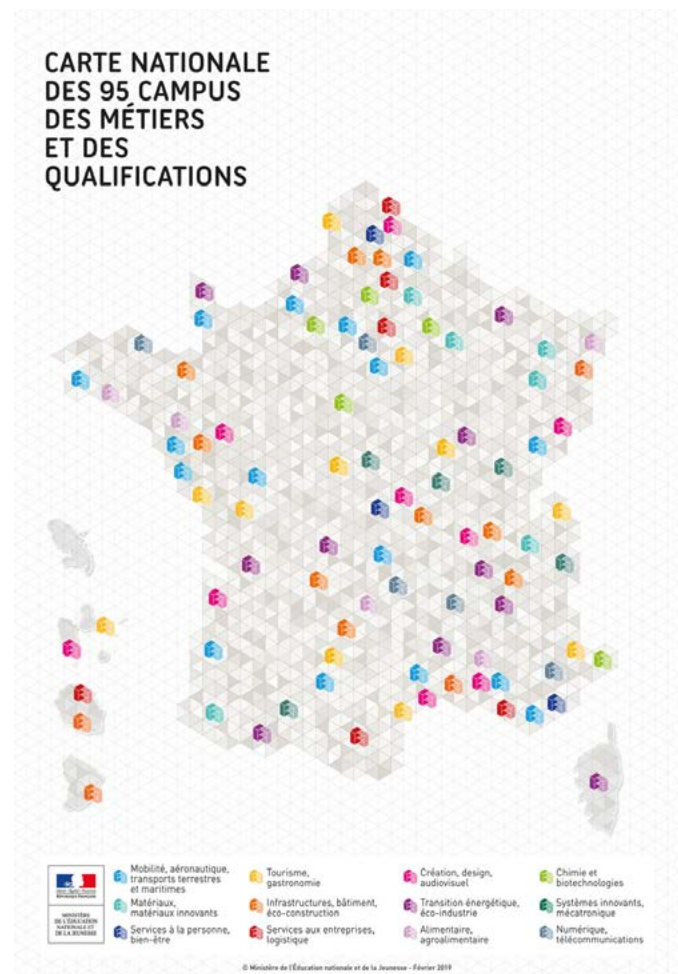 CARTE NATIONALE
DES 95 CAMPUS
DES MÉTIERS
ET DES
QUALIFICATIONS
RÉPUBLIQUE FRANÇAISE
MINISTÈRE
DE L'ÉDUCATION
NATIONALE ET
DE LA JEUNESSE
Mobilité, aéronautique,
transports terrestres
et maritimes
Matériaux,
matériaux innovants
Services à la personne,
bien-être
Tourisme,
gastronomie
Infrastructures, bâtiment,
éco-construction
Services aux entreprises,
logistique
Création, design,
audiovisuel
Transition énergétique,
éco-industrie
Alimentaire,
agroalimentaire
Chimie et
biotechnologies
Systèmes innovants,
mécatronique
Numérique,
télécommunications
© Ministère de l'Éducation nationale et de la Jeunesse - Février 2019